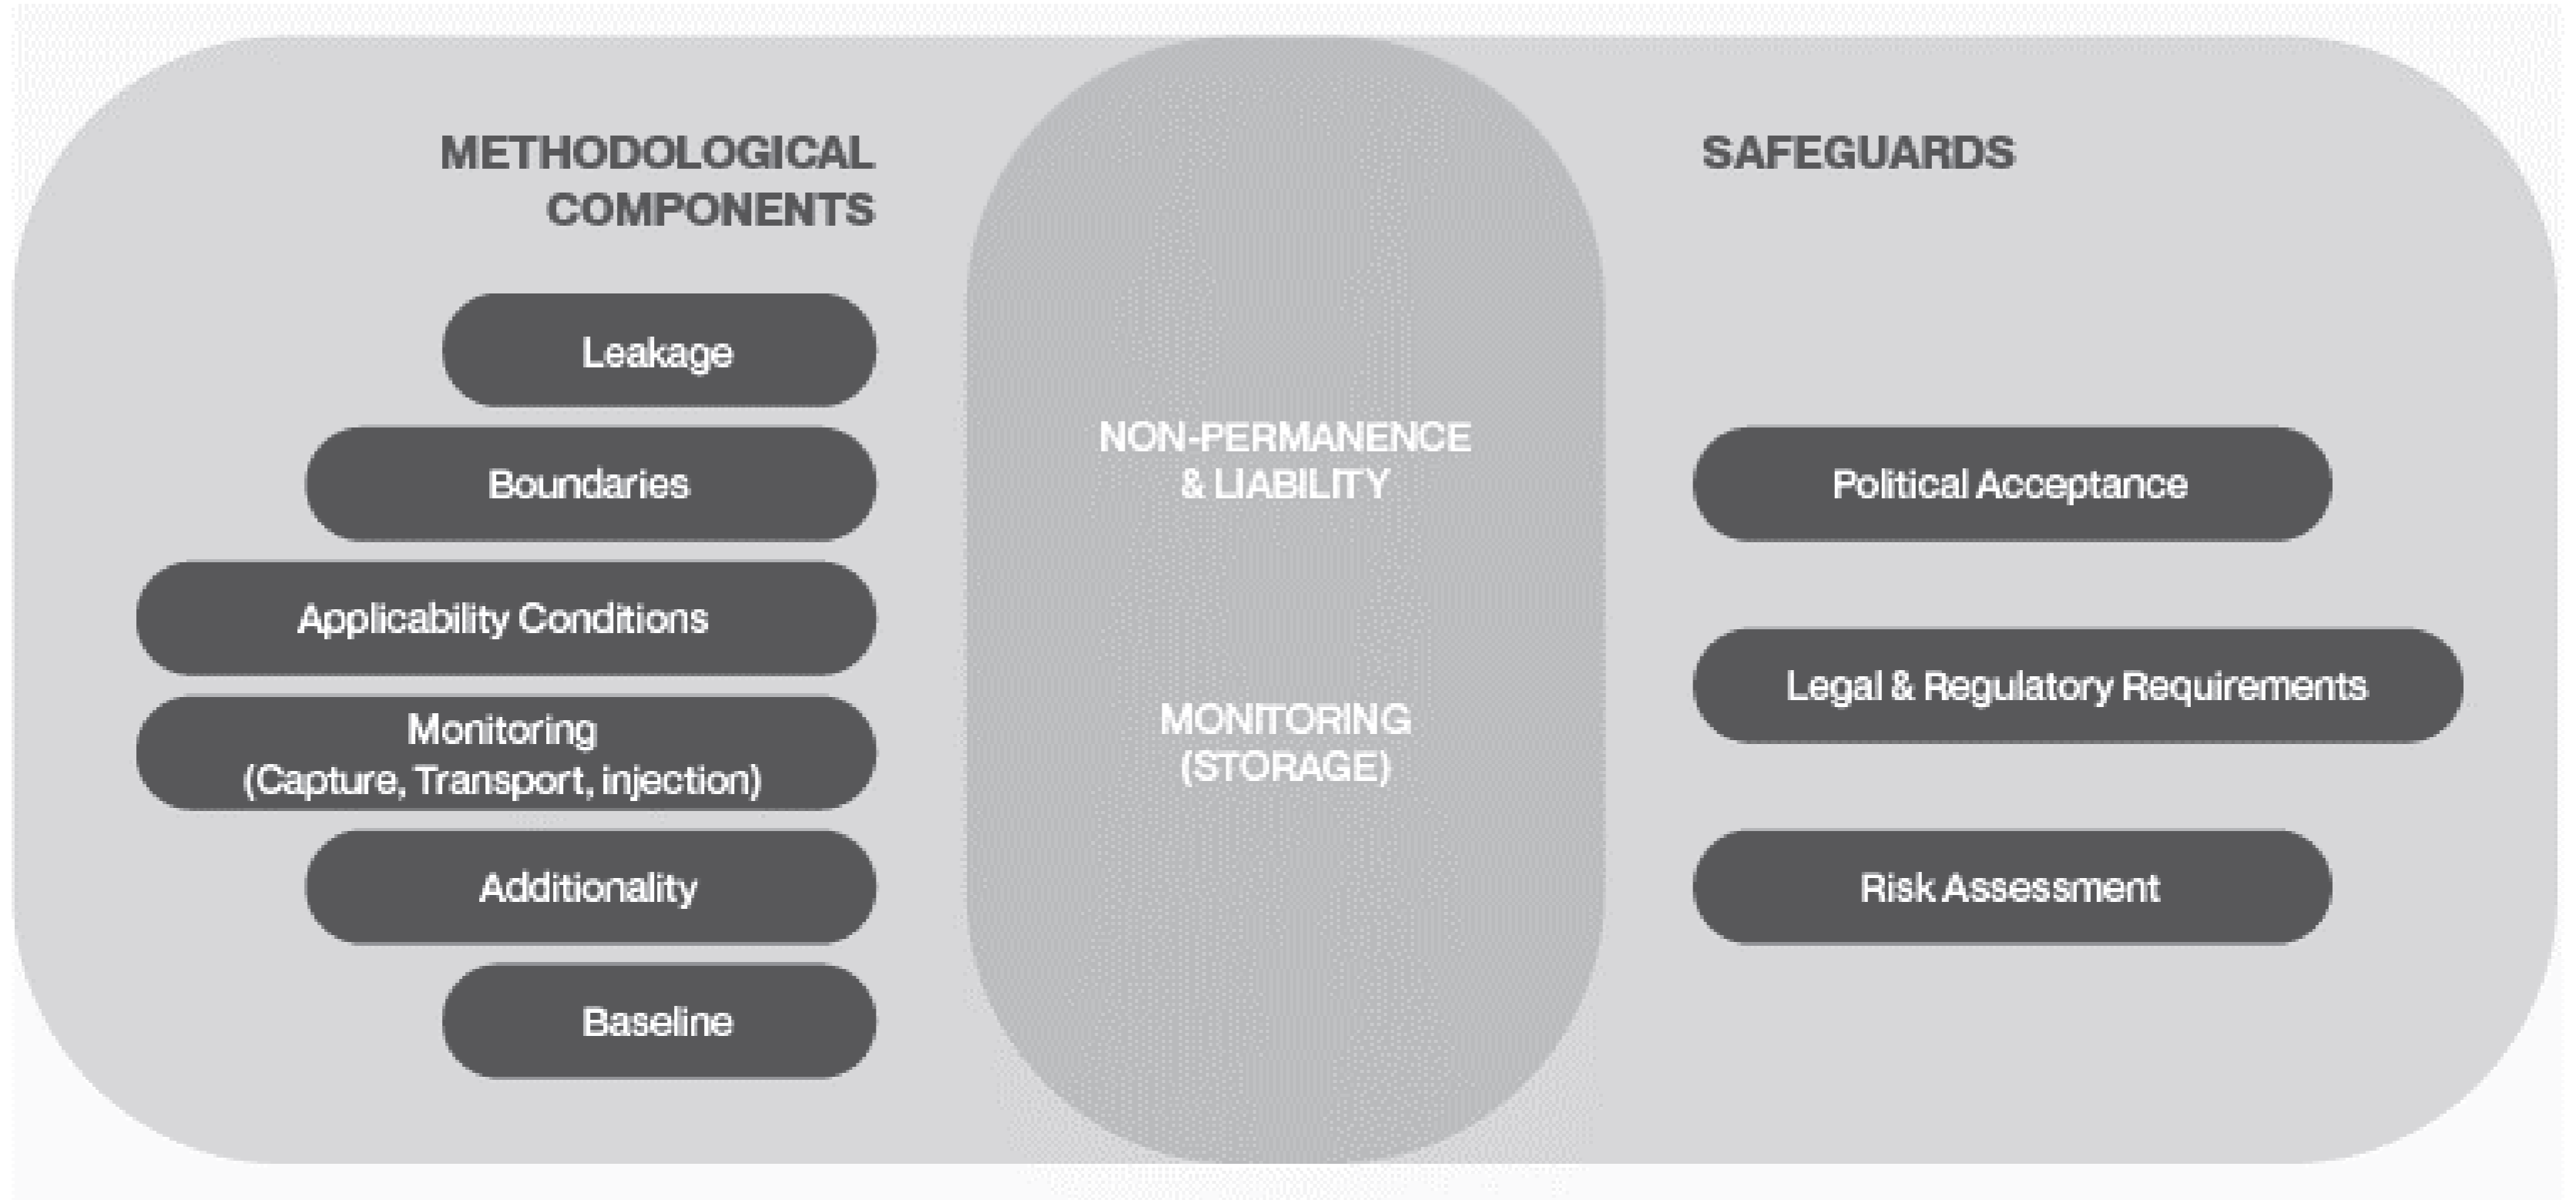 METHODOLOGICAL
COMPONENTS
Leakage
Boundaries
Applicability Conditions
Monitoring
(Capture, Transport, injection)
Additionality
Baseline
NON-PERMANENCE
& LIABILITY
MONITORING
(STORAGE)
SAFEGUARDS
Political Acceptance
Legal & Regulatory Requirements
Risk Assessment